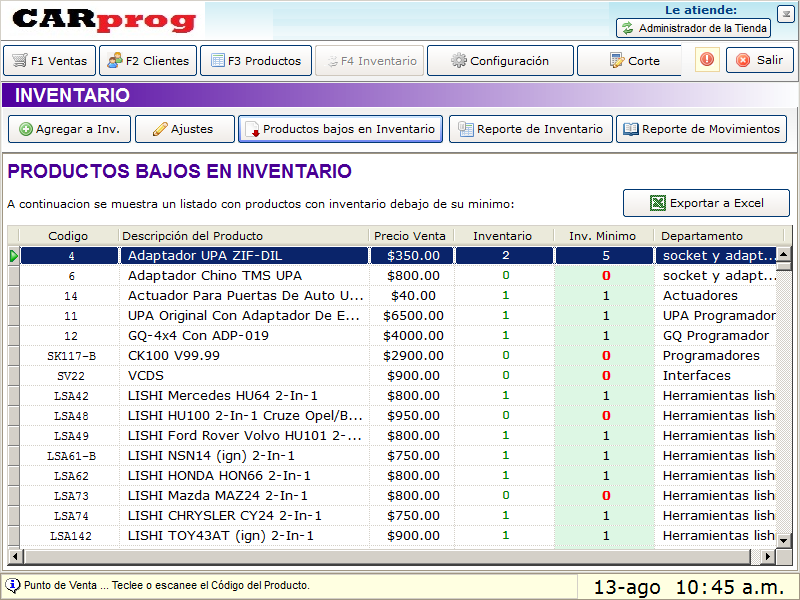 CARprog
Le atiende:
Administrador de la Tienda
F1 Ventas F2 Clientes F3 Productos F4 Inventario Configuración Corte Salir
INVENTARIO
Agregar a Inv. Ajustes Productos bajos en Inventario Reporte de Inventario Reporte de Movimientos
PRODUCTOS BAJOS EN INVENTARIO
A continuacion se muestra un listado con productos con inventario debajo de su minimo:
Exportar a Excel
Codigo Descripción del Producto Precio Venta Inventario Inv. Minimo Departamento
4 Adaptador UPA ZIF-DIL $350.00 2 5 socket y adapt...
6 Adaptador Chino TMS UPA $800.00 0 0 socket y adapt...
14 Actuador Para Puertas De Auto U... $40.00 1 1 Actuadores
11 UPA Original Con Adaptador De E... $6500.00 1 1 UPA Programador
12 GQ-4x4 Con ADP-019 $4000.00 1 1 GQ Programador
SK117-B CK100 V99.99 $2900.00 0 0 Programadores
SV22 VCDS $900.00 0 0 Interfaces
LSA42 LISHI Mercedes HU64 2-In-1 $800.00 1 1 Herramientas lish
LSA48 LISHI HU100 2-In-1 Cruze Opel/B... $950.00 0 0 Herramientas lish
LSA49 LISHI Ford Rover Volvo HU101 2-... $800.00 1 1 Herramientas lish
LSA61-B LISHI NSN14 (ign) 2-In-1 $750.00 1 1 Herramientas lish
LSA62 LISHI HONDA HON66 2-In-1 $800.00 1 1 Herramientas lish
LSA73 LISHI Mazda MAZ24 2-In-1 $800.00 0 0 Herramientas lish
LSA74 LISHI CHRYSLER CY24 2-In-1 $750.00 1 1 Herramientas lish
LSA142 LISHI TOY43AT (ign) 2-In-1 $900.00 1 1 Herramientas lish
Punto de Venta ... Teclee o escanee el Código del Producto.
13-ago 10:45 a.m.